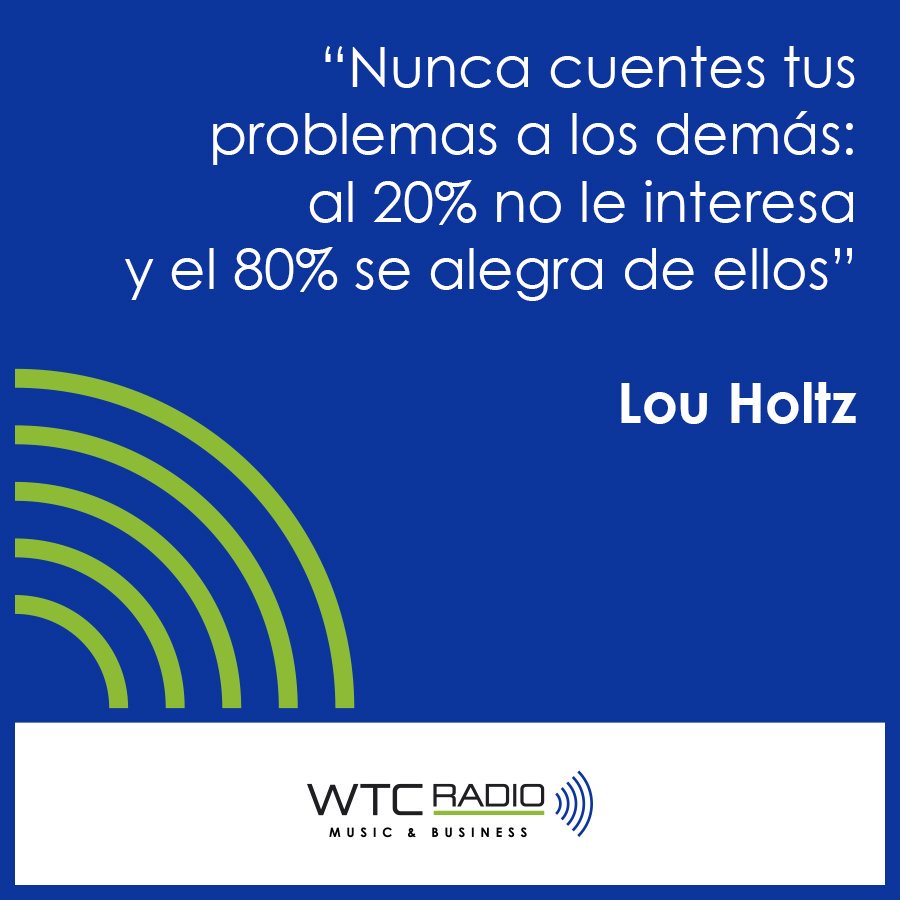 “Nunca cuentes tus
problemas a los demás:
al 20% no le interesa
y el 80% se alegra de ellos”
Lou Holtz
WTC RADIO
MUSIC & BUSINESS